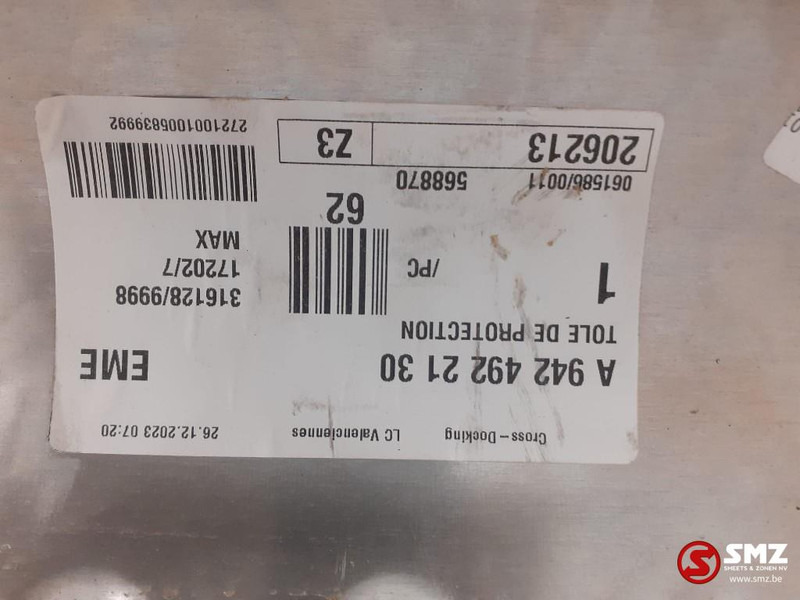 Cross-Docking LC Valenciennes 26.12.2023 07:20
A 942 492 21 30 EME
TOLE DE PROTECTION
316128/9998
1 /PC 17202/7
MAX
62
061586/0011 568870
206213 Z3
2721001005839992
SMZ
SHEETS & ZONEN NV
www.smz.be